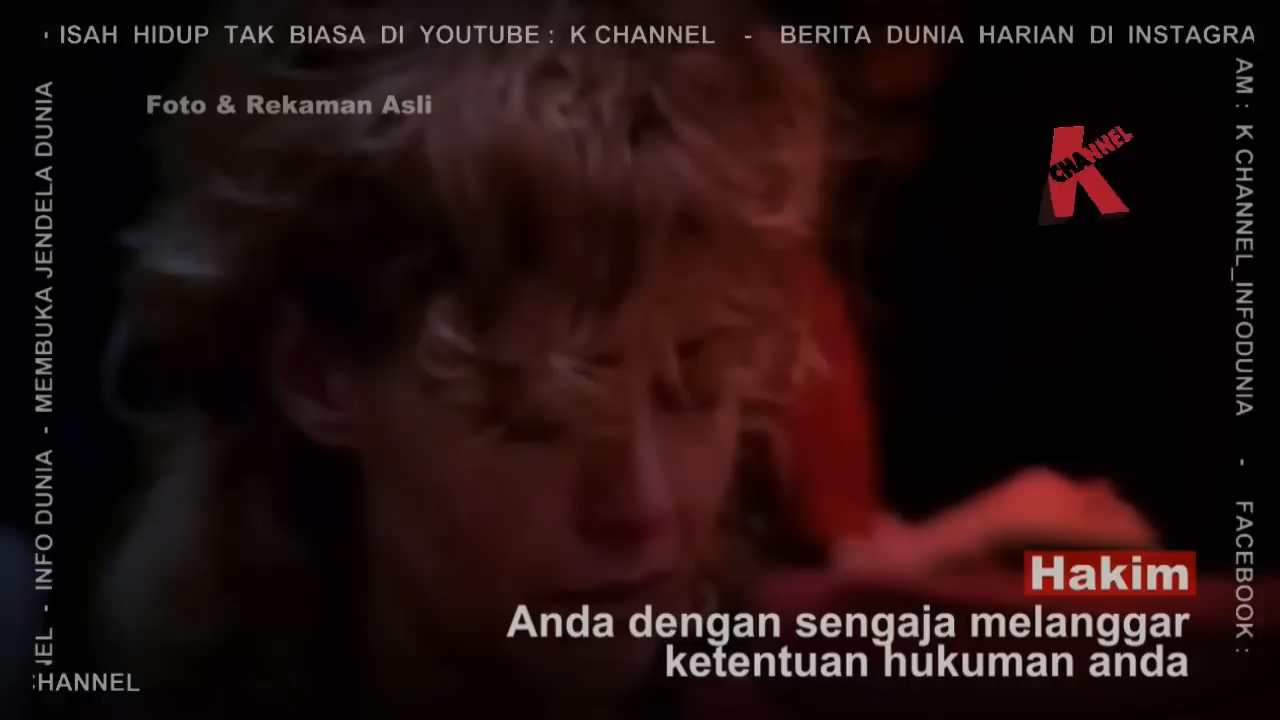 ISAH HIDUP TAK BIASA DI YOUTUBE : K CHANNEL - BERITA DUNIA HARIAN DI INSTAGRA
AM : K CHANNEL_INFODUNIA - FACEBOOK :
Foto & Rekaman Asli
K CHANNEL
NEL - INFO DUNIA - MEMBUKA JENDELA DUNIA
Hakim
Anda dengan sengaja melanggar
ketentuan hukuman anda
CHANNEL